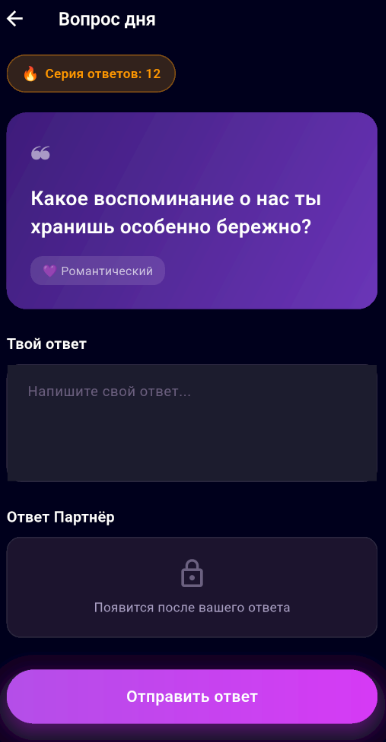 Вопрос дня
🔥 Серия ответов: 12
❝
Какое воспоминание о нас ты
хранишь особенно бережно?
💜 Романтический
Твой ответ
Напишите свой ответ...
Ответ Партнёр
Появится после вашего ответа
Отправить ответ